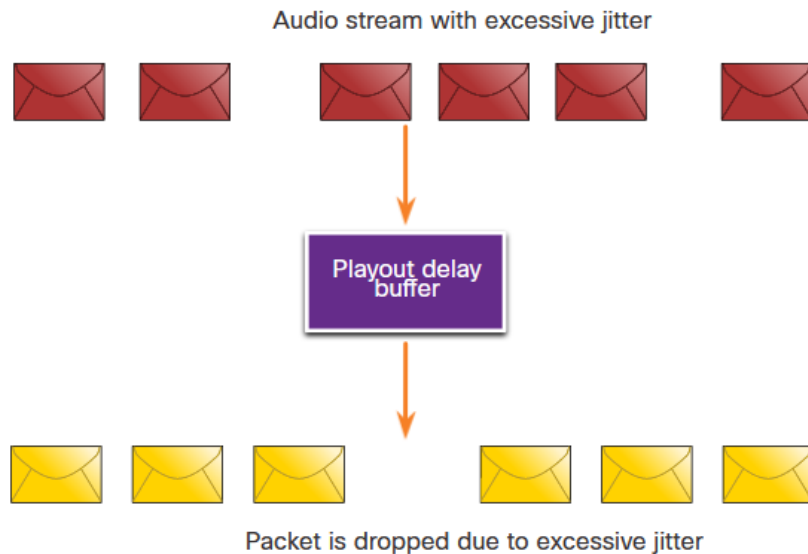 Audio stream with excessive jitter
Playout delay
buffer
Packet is dropped due to excessive jitter